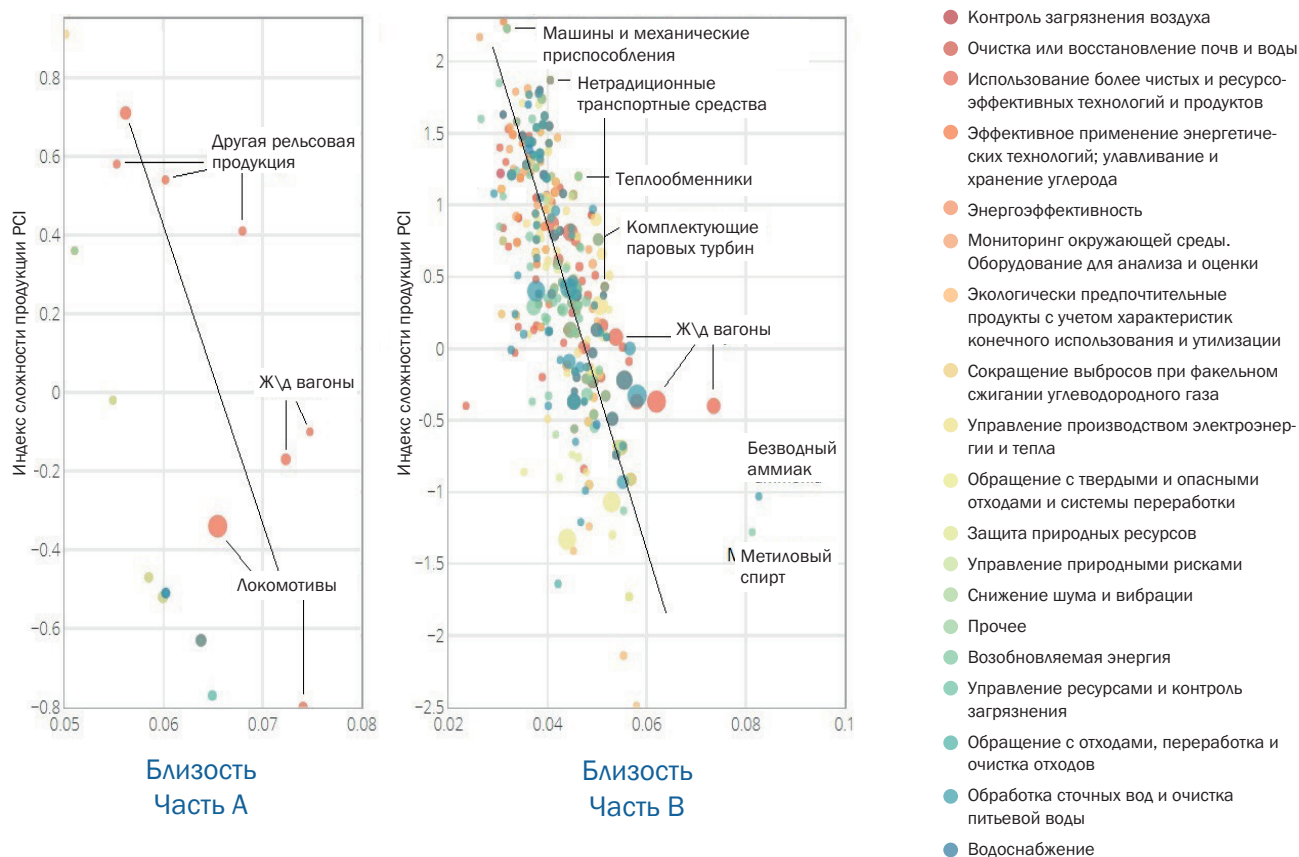 Индекс сложности продукции PCI
0.8
0.6
0.4
0.2
0
−0.2
−0.4
−0.6
−0.8
0.05
0.06
0.07
0.08
Другая рельсовая
продукция
Ж\д вагоны
Локомотивы
Близость
Часть А
Индекс сложности продукции PCI
2
1.5
1
0.5
0
−0.5
−1
−1.5
−2
−2.5
0.02
0.04
0.06
0.08
0.1
Машины и механические
приспособления
Нетрадиционные
транспортные средства
Теплообменники
Комплектующие
паровых турбин
Ж\д вагоны
Безводный
аммиак
Метиловый
спирт
Близость
Часть В
Контроль загрязнения воздуха
Очистка или восстановление почв и воды
Использование более чистых и ресурсо-
эффективных технологий и продуктов
Эффективное применение энергетиче-
ских технологий; улавливание и
хранение углерода
Энергоэффективность
Мониторинг окружающей среды.
Оборудование для анализа и оценки
Экологически предпочтительные
продукты с учетом характеристик
конечного использования и утилизации
Сокращение выбросов при факельном
сжигании углеводородного газа
Управление производством электроэнер-
гии и тепла
Обращение с твердыми и опасными
отходами и системы переработки
Защита природных ресурсов
Управление природными рисками
Снижение шума и вибрации
Прочее
Возобновляемая энергия
Управление ресурсами и контроль
загрязнения
Обращение с отходами, переработка и
очистка отходов
Обработка сточных вод и очистка
питьевой воды
Водоснабжение